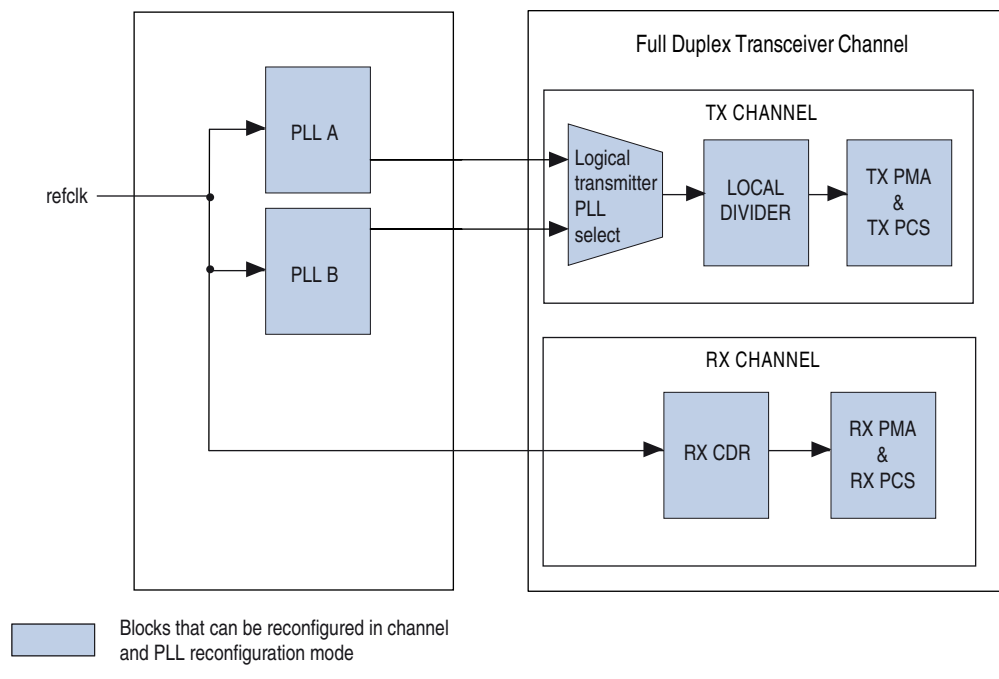 Full Duplex Transceiver Channel
TX CHANNEL
PLL A
refclk
PLL B
Logical
transmitter
PLL
select
LOCAL
DIVIDER
TX PMA
&
TX PCS
RX CHANNEL
RX CDR
RX PMA
&
RX PCS
Blocks that can be reconfigured in channel
and PLL reconfiguration mode